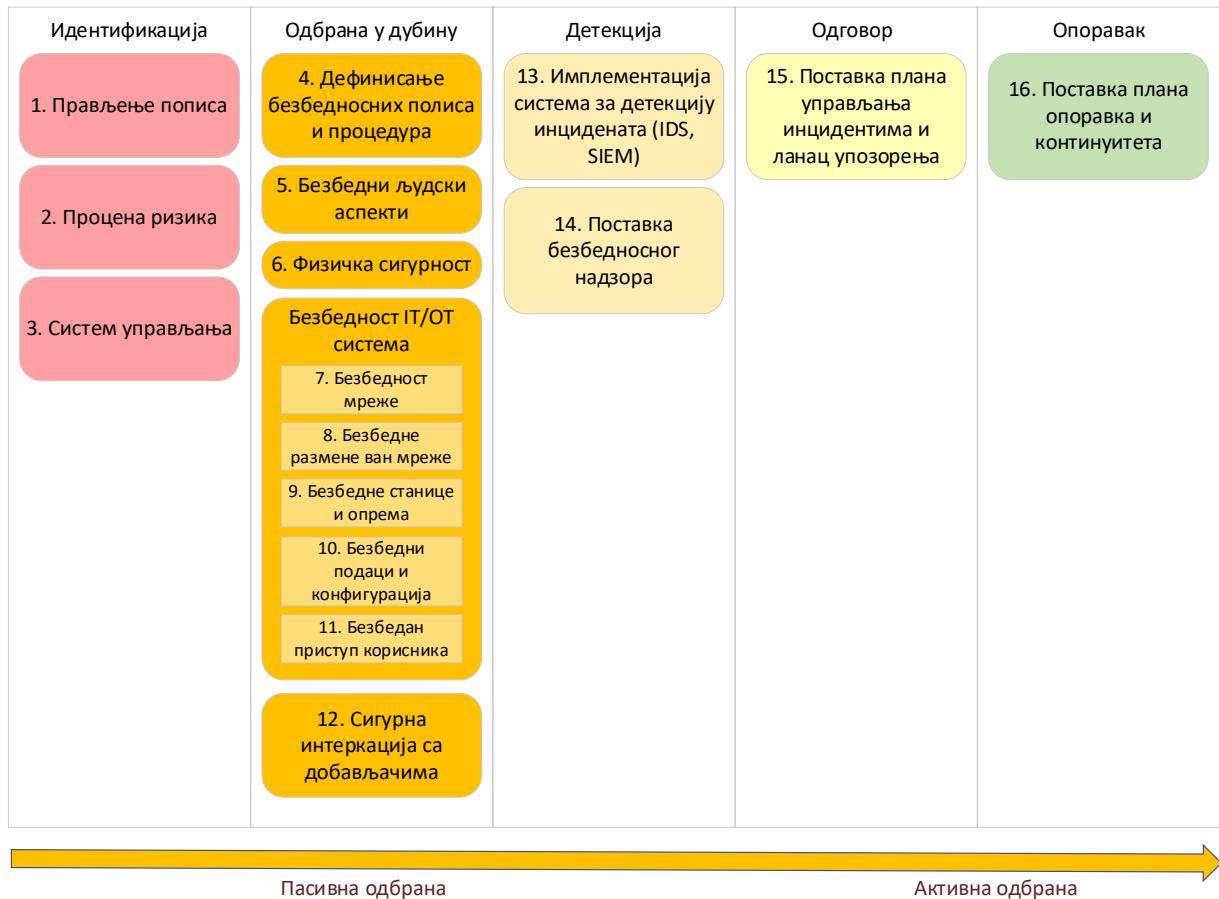 Идентификација
1. Прављење пописа
2. Процена ризика
3. Систем управљања
Одбрана у дубину
4. Дефинисање
безбедносних полиса
и процедура
5. Безбедни људски
аспекти
6. Физичка сигурност
Безбедност IT/OT
система
7. Безбедност
мреже
8. Безбедне
размене ван мреже
9. Безбедне станице
и опрема
10. Безбедни
подаци и
конфигурација
11. Безбедан
приступ корисника
12. Сигурна
интеркација са
добављачима
Детекција
13. Имплементација
система за детекцију
инцидената (IDS,
SIEM)
14. Поставка
безбедносног
надзора
Одговор
15. Поставка плана
управљања
инцидентима и
ланац упозорења
Опоравак
16. Поставка плана
опоравка и
континуитета
Пасивна одбрана
Активна одбрана